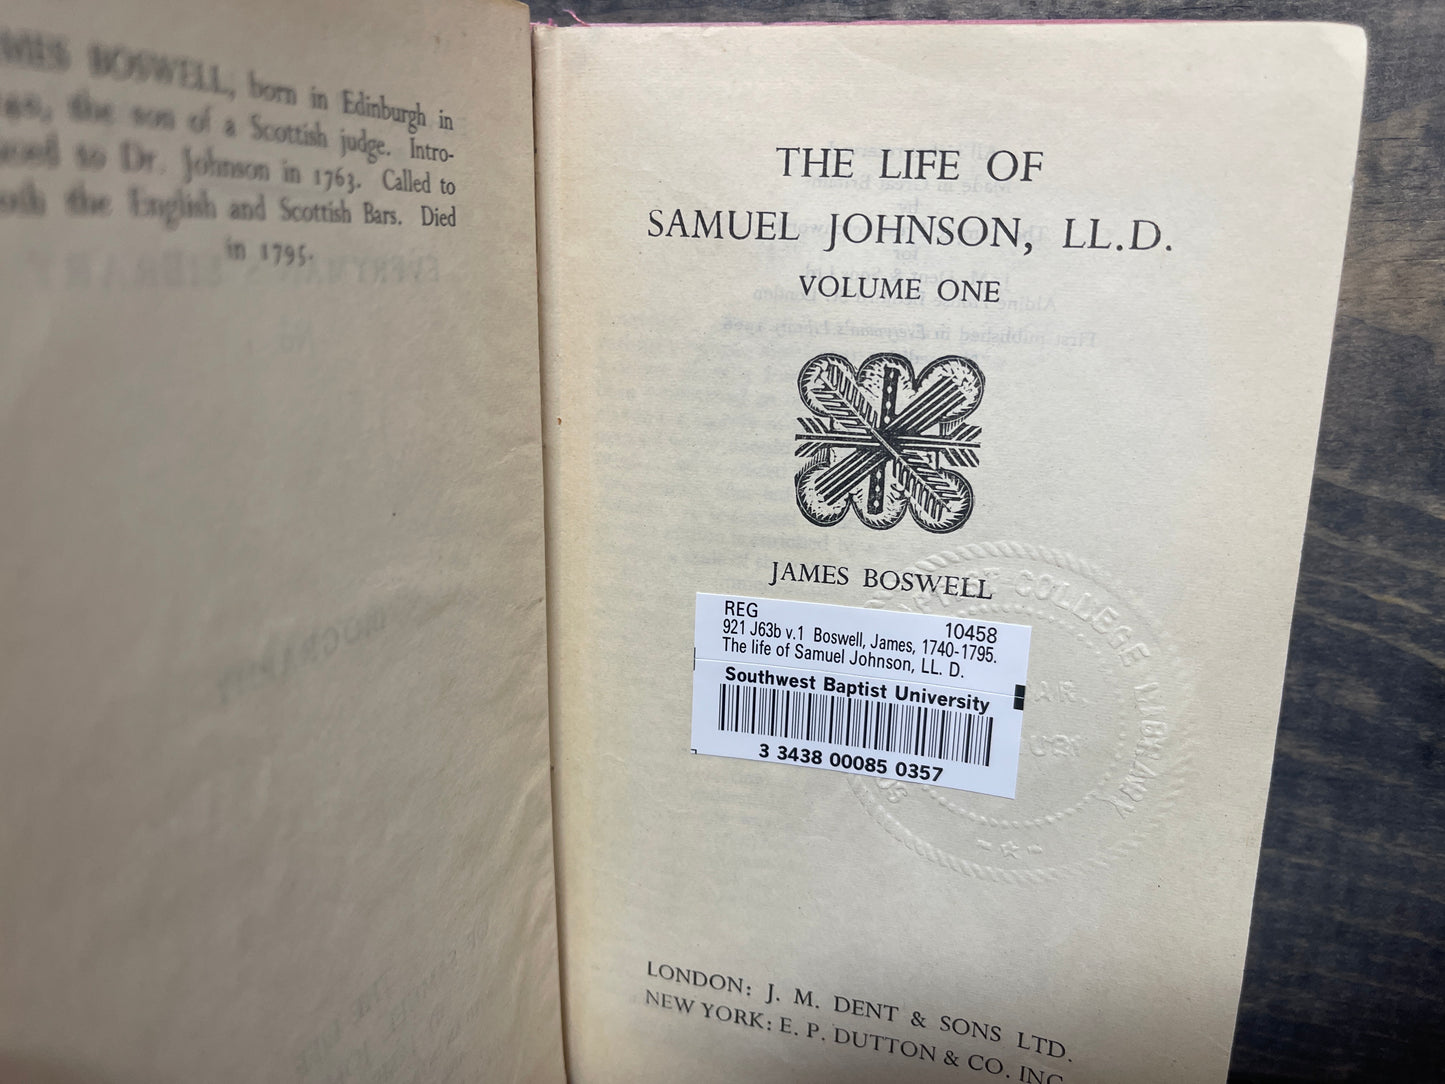 MES BOSWELL, born in Edinburgh in
the son of a Scottish judge. Intro-
to Dr. Johnson in 1763. Called to
the English and Scottish Bars. Died
in 1795.
THE LIFE OF
SAMUEL JOHNSON, LL.D.
VOLUME ONE
JAMES BOSWELL
REG
10458
921 J63b v.1 Boswell, James, 1740-1795.
The life of Samuel Johnson, LL. D.
Southwest Baptist University
3 3438 00085 0357
COLLEGE LIBRARY
LONDON: J. M. DENT & SONS LTD.
NEW YORK: E. P. DUTTON & CO. INC